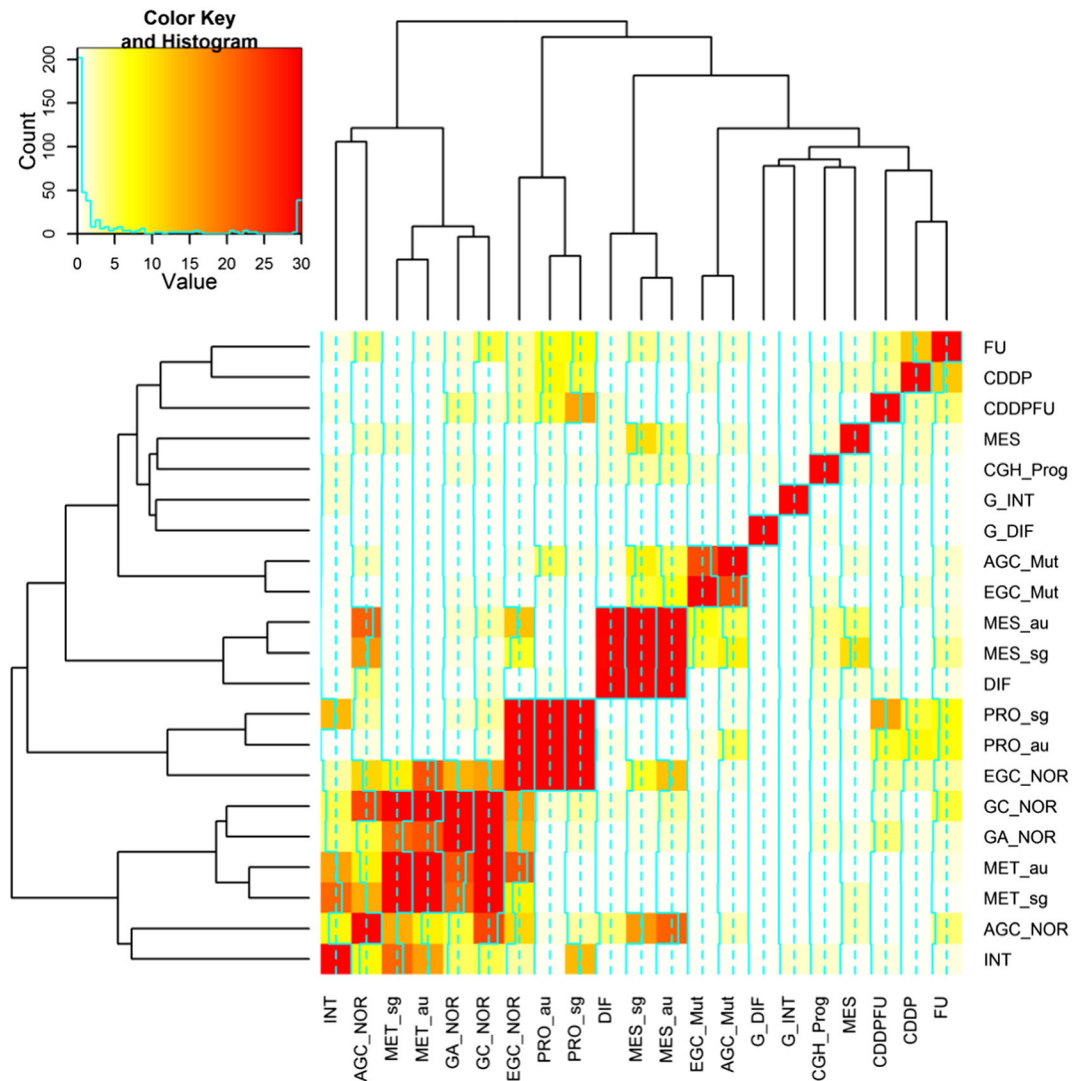 Color Key
and Histogram
Count
0 50 100 150 200
0 5 10 15 20 25 30
Value
FU
CDDP
CDDPFU
MES
CGH_Prog
G_INT
G_DIF
AGC_Mut
EGC_Mut
MES_au
MES_sg
DIF
PRO_sg
PRO_au
EGC_NOR
GC_NOR
GA_NOR
MET_au
MET_sg
AGC_NOR
INT
INT
AGC_NOR
MET_sg
MET_au
GA_NOR
GC_NOR
EGC_NOR
PRO_au
PRO_sg
DIF
MES_sg
MES_au
EGC_Mut
AGC_Mut
G_DIF
G_INT
CGH_Prog
MES
CDDPFU
CDDP
FU